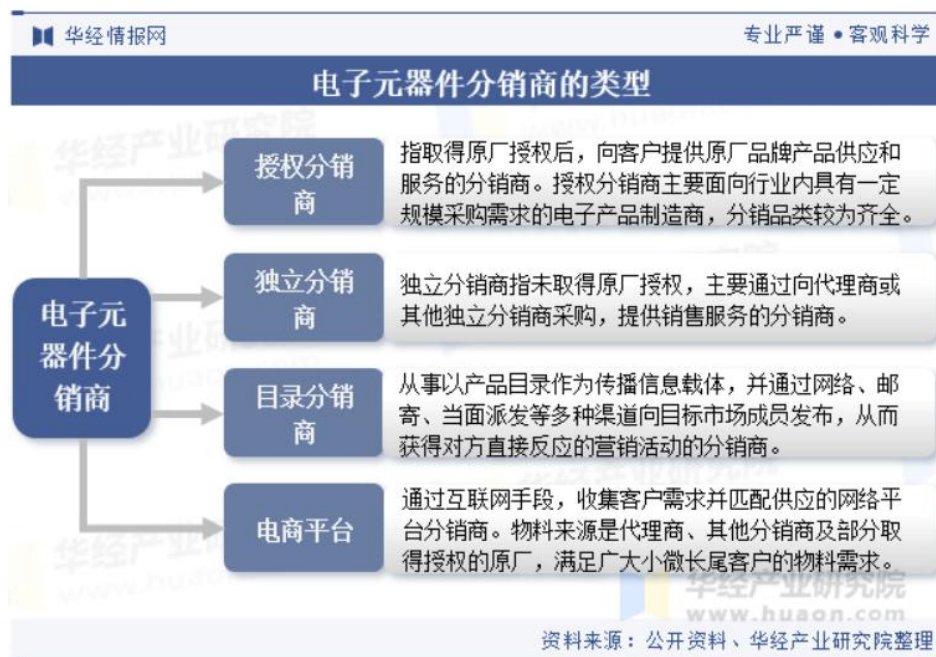 华经情报网
专业严谨•客观科学
电子元器件分销商的类型
电子元
器件分
销商
授权分销
商
指取得原厂授权后，向客户提供原厂品牌产品供应和
服务的分销商。授权分销商主要面向行业内具有一定
规模采购需求的电子产品制造商，分销品类较为齐全。
独立分销
商
独立分销商指未取得原厂授权，主要通过向代理商或
其他独立分销商采购，提供销售服务的分销商。
目录分销
商
从事以产品目录作为传播信息载体，并通过网络、邮
寄、当面派发等多种渠道向目标市场成员发布，从而
获得对方直接反应的营销活动的分销商。
电商平台
通过互联网手段，收集客户需求并匹配供应的网络平
台分销商。物料来源是代理商、其他分销商及部分取
得授权的原厂，满足广大小微长尾客户的物料需求。
华经产业研究院
www.huaon.com
资料来源：公开资料、华经产业研究院整理